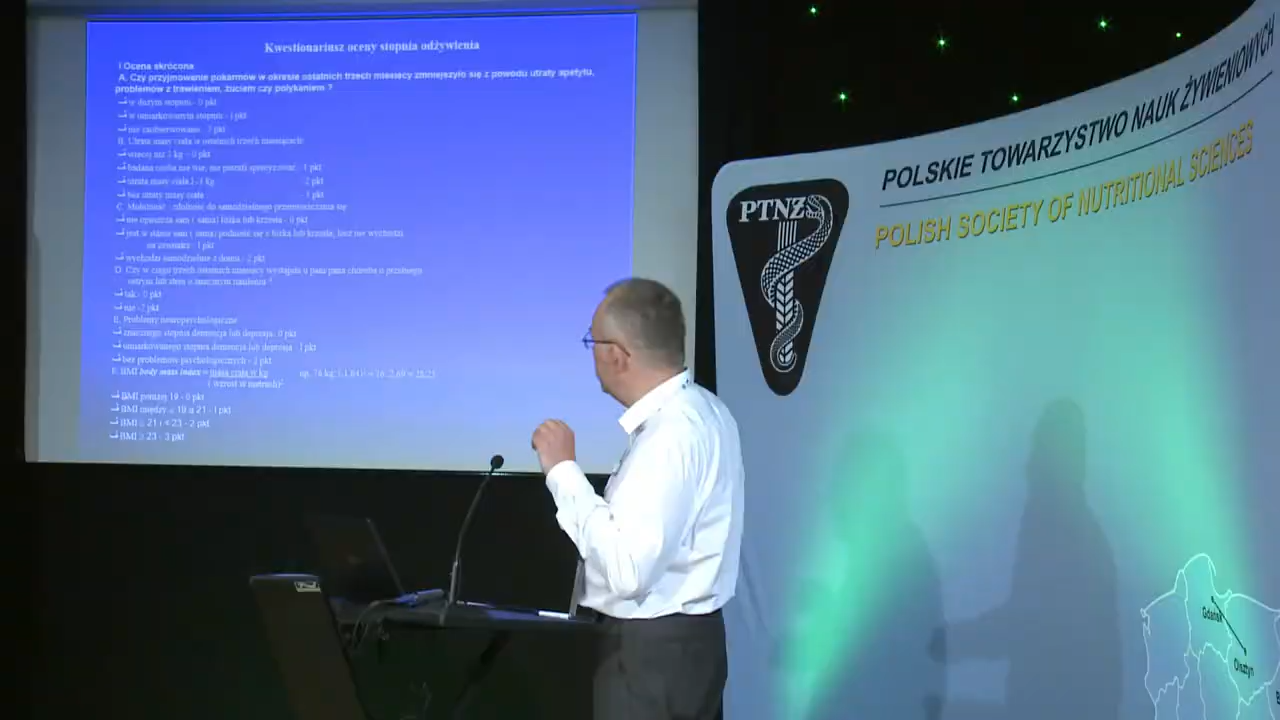 Kwestionariusz oceny stopnia odżywienia
I Ocena skrócona
A. Czy przyjmowanie pokarmów w okresie ostatnich trzech miesięcy zmniejszyło się z powodu utraty apetytu,
problemów z trawieniem, żuciem czy połykaniem ?
w dużym stopniu - 0 pkt
w umiarkowanym stopniu - 1 pkt
nie zaobserwowano - 2 pkt
B. Utrata masy ciała w ostatnich trzech miesiącach:
więcej niż 3 kg - 0 pkt
badana osoba nie wie, nie potrafi sprecyzować - 1 pkt
utrata masy ciała 1-3 kg 2 pkt
bez utraty masy ciała 3 pkt
C. Mobilność - zdolność do samodzielnego przemieszczania się
nie opuszcza sam ( sama) łóżka lub krzesła - 0 pkt
jest w stanie sam ( sama) podnieść się z łóżka lub krzesła, lecz nie wychodzi
na zewnątrz - 1 pkt
wychodzi samodzielnie z domu - 2 pkt
D. Czy w ciągu trzech ostatnich miesięcy wystąpiła u pana/pani choroba o
ostrym lub stres o znacznym nasileniu ?
tak - 0 pkt
nie - 2 pkt
E. Problemy neuropsychologiczne
znacznego stopnia demencja lub depresja - 0 pkt
umiarkowanego stopnia demencja lub depresja - 1 pkt
bez problemów psychologicznych - 2 pkt
F. BMI body mass index = masa ciała w kg
( wzrost w metrach)²
BMI poniżej 19 - 0 pkt
BMI między ≥ 19 a 21 - 1 pkt
BMI ≥ 21 i < 23 - 2 pkt
BMI ≥ 23 - 3 pkt
POLSKIE TOWARZYSTWO NAUK ŻYWIENIOWYCH
POLISH SOCIETY OF NUTRITIONAL SCIENCES
PTNŻ
Gdańsk
Olsztyn